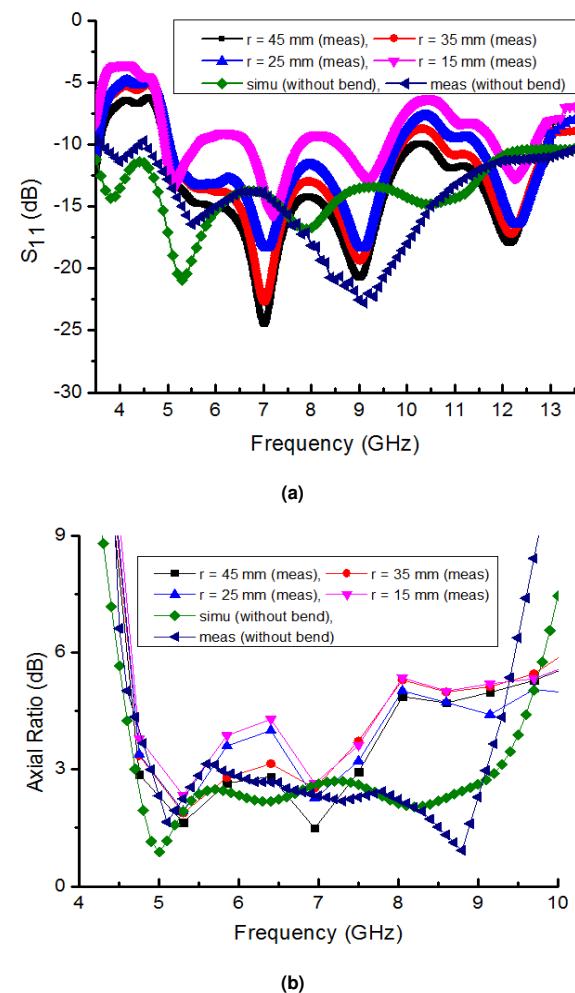 0
-5
-10
-15
-20
-25
-30
S11 (dB)
r = 45 mm (meas), r = 35 mm (meas)
r = 25 mm (meas), r = 15 mm (meas)
simu (without bend), meas (without bend)
4 5 6 7 8 9 10 11 12 13
Frequency (GHz)
(a)
9
6
3
0
Axial Ratio (dB)
r = 45 mm (meas), r = 35 mm (meas)
r = 25 mm (meas), r = 15 mm (meas)
simu (without bend),
meas (without bend)
4 5 6 7 8 9 10
Frequency (GHz)
(b)